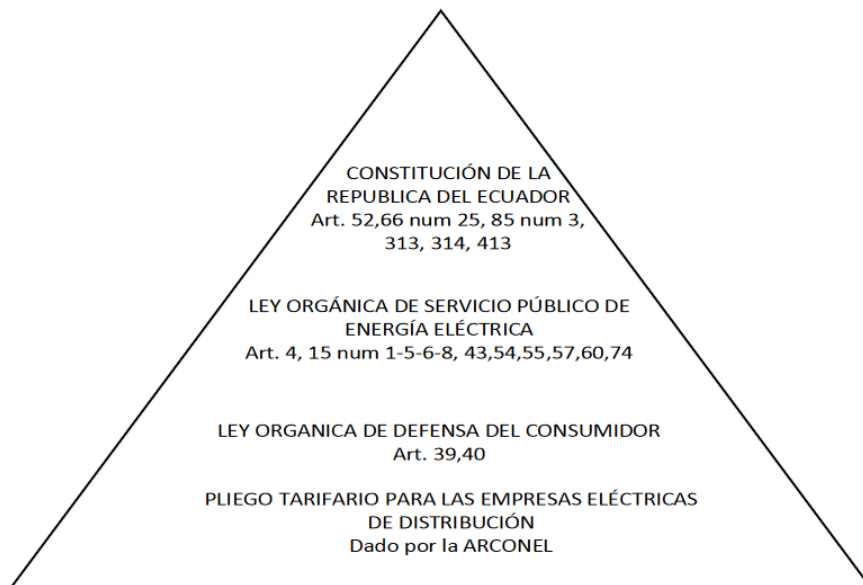 CONSTITUCIÓN DE LA
REPUBLICA DEL ECUADOR
Art. 52,66 num 25, 85 num 3,
313, 314, 413
LEY ORGÁNICA DE SERVICIO PÚBLICO DE
ENERGÍA ELÉCTRICA
Art. 4, 15 num 1-5-6-8, 43,54,55,57,60,74
LEY ORGANICA DE DEFENSA DEL CONSUMIDOR
Art. 39,40
PLIEGO TARIFARIO PARA LAS EMPRESAS ELÉCTRICAS
DE DISTRIBUCIÓN
Dado por la ARCONEL